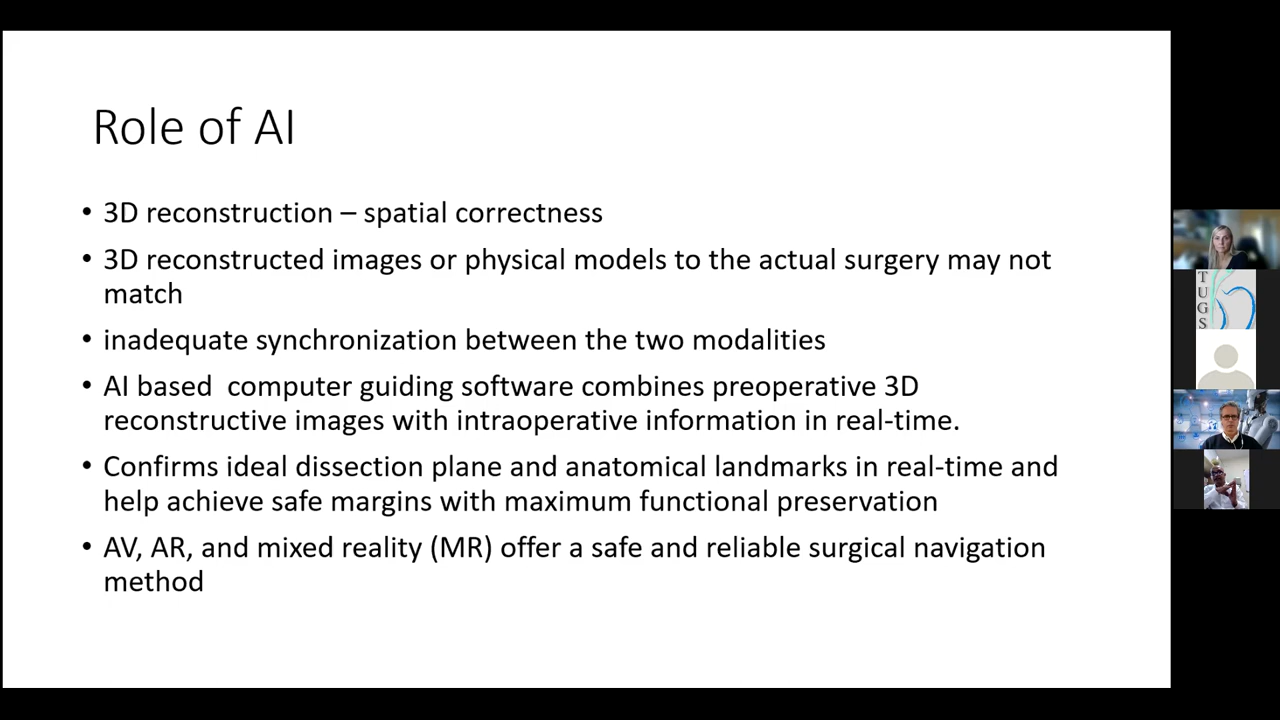 Role of AI
• 3D reconstruction – spatial correctness
• 3D reconstructed images or physical models to the actual surgery may not
match
• inadequate synchronization between the two modalities
• AI based  computer guiding software combines preoperative 3D
reconstructive images with intraoperative information in real-time.
• Confirms ideal dissection plane and anatomical landmarks in real-time and
help achieve safe margins with maximum functional preservation
• AV, AR, and mixed reality (MR) offer a safe and reliable surgical navigation
method
TUGS